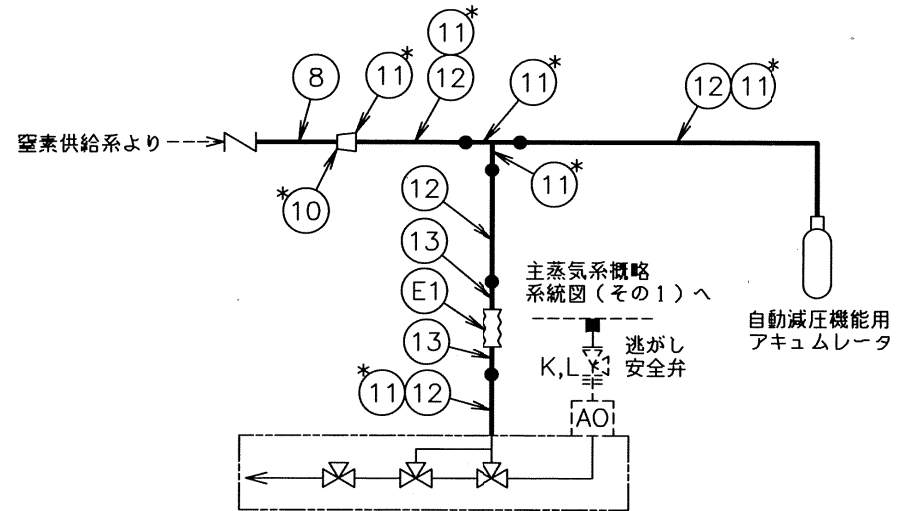 11*
8
11*
12
11*
12 11*
窒素供給系より
*10
11*
12
13
E1
13
*11 12
主蒸気系概略
系統図(その1)へ
K,L
逃がし
安全弁
AO
自動減圧機能用
アキュムレータ